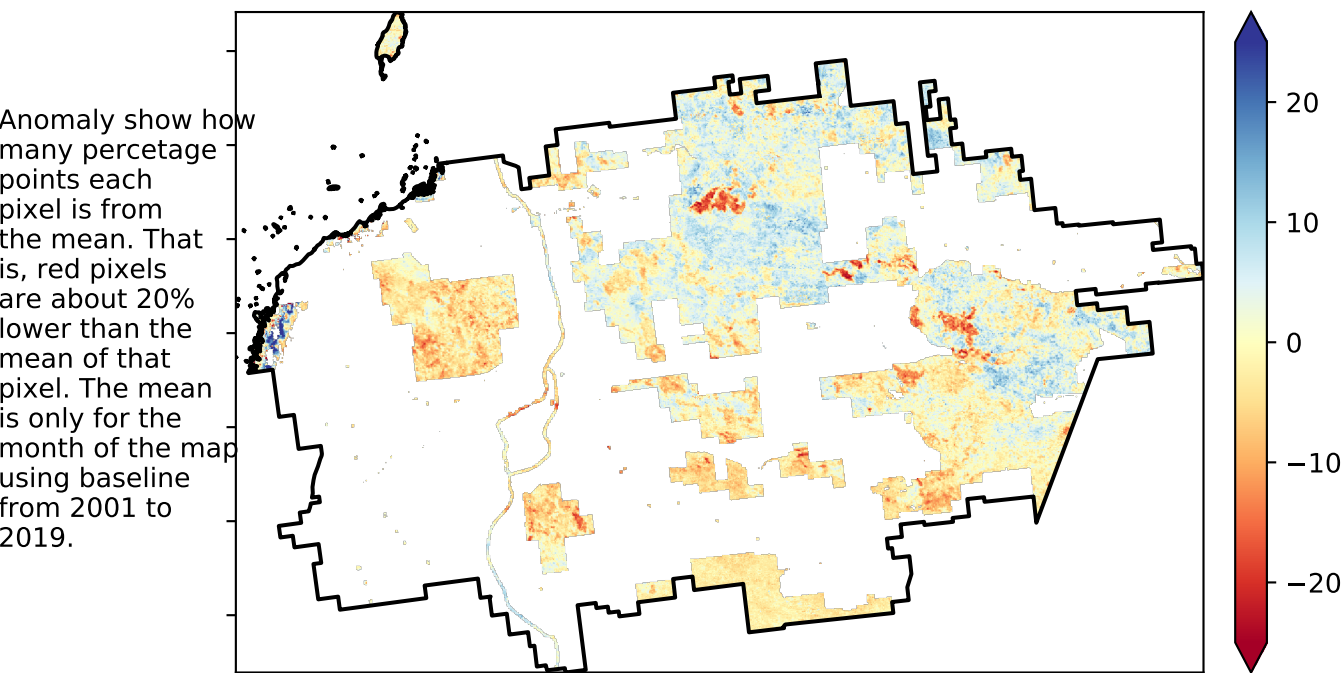 Anomaly show how
many percetage
points each
pixel is from
the mean. That
is, red pixels
are about 20%
lower than the
mean of that
pixel. The mean
is only for the
month of the map
using baseline
from 2001 to
2019.
20
10
0
−10
−20